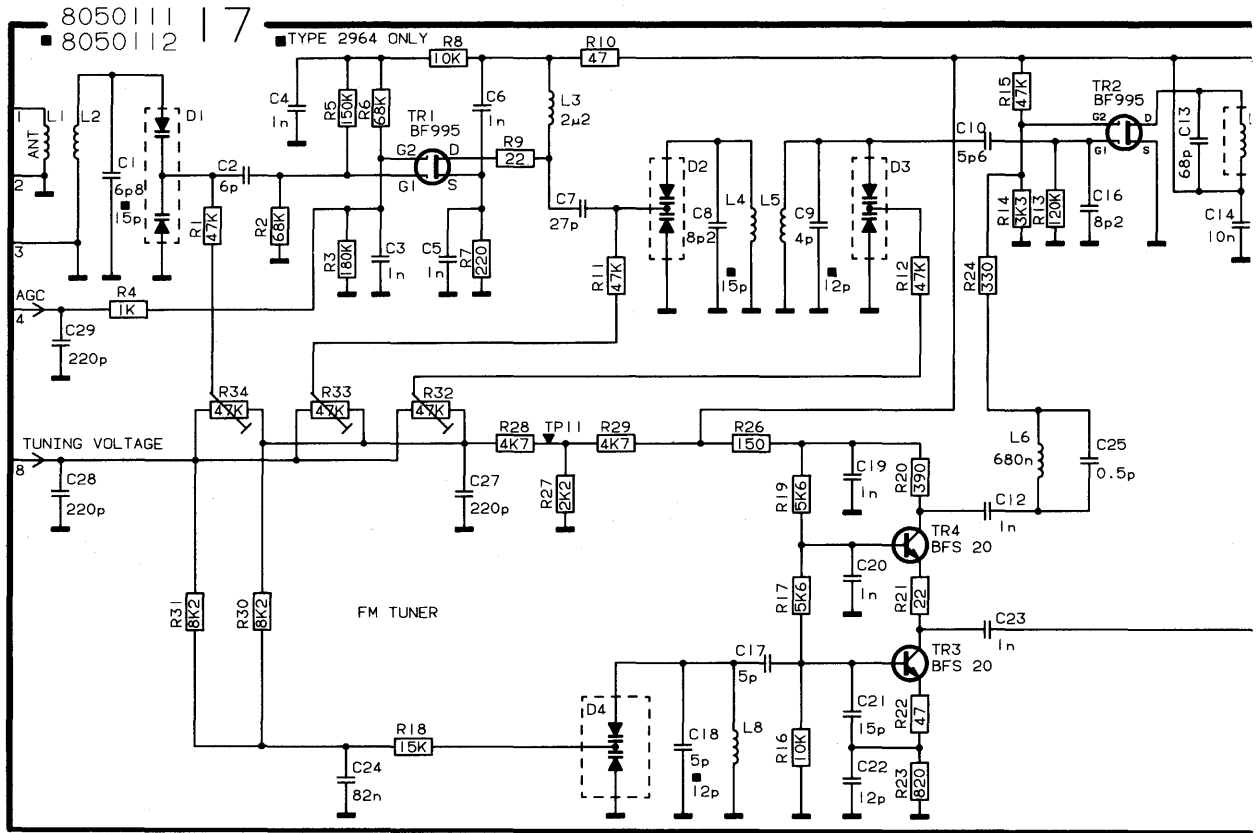 8050111 17
■ 8050112
■ TYPE 2964 ONLY
R8
10K
R10
47
C4
1n
R5
150K
R6
68K
C6
1n
L3
2µ2
TR1
BF995
G2
G1
D
S
R9
22
L1
L2
ANT
2
3
C1
6p8
■ 15p
D1
C2
6p
R1
47K
R2
68K
R3
180K
C3
1n
C5
1n
R7
220
C7
27p
R11
47K
D2
C8
8p2
■ 15p
L4
L5
C9
4p
■ 12p
D3
R12
47K
C10
5p6
R15
47K
TR2
BF995
G2
G1
D
S
C13
68p
R14
3K3
R13
120K
C16
8p2
C14
10n
R24
330
AGC
4
R4
1K
C29
220p
R34
47K
R33
47K
R32
47K
TUNING VOLTAGE
8
C28
220p
C27
220p
R28
4K7
TP11
R29
4K7
R27
2K2
R26
150
R19
5K6
C19
1n
R20
390
L6
680n
C25
0.5p
C12
1n
TR4
BFS 20
C20
1n
R17
5K6
R21
22
C23
1n
TR3
BFS 20
R31
8K2
R30
8K2
FM TUNER
C17
5p
C21
15p
R22
47
D4
C18
5p
■ 12p
L8
R16
10K
C22
12p
R23
820
R18
15K
C24
82n